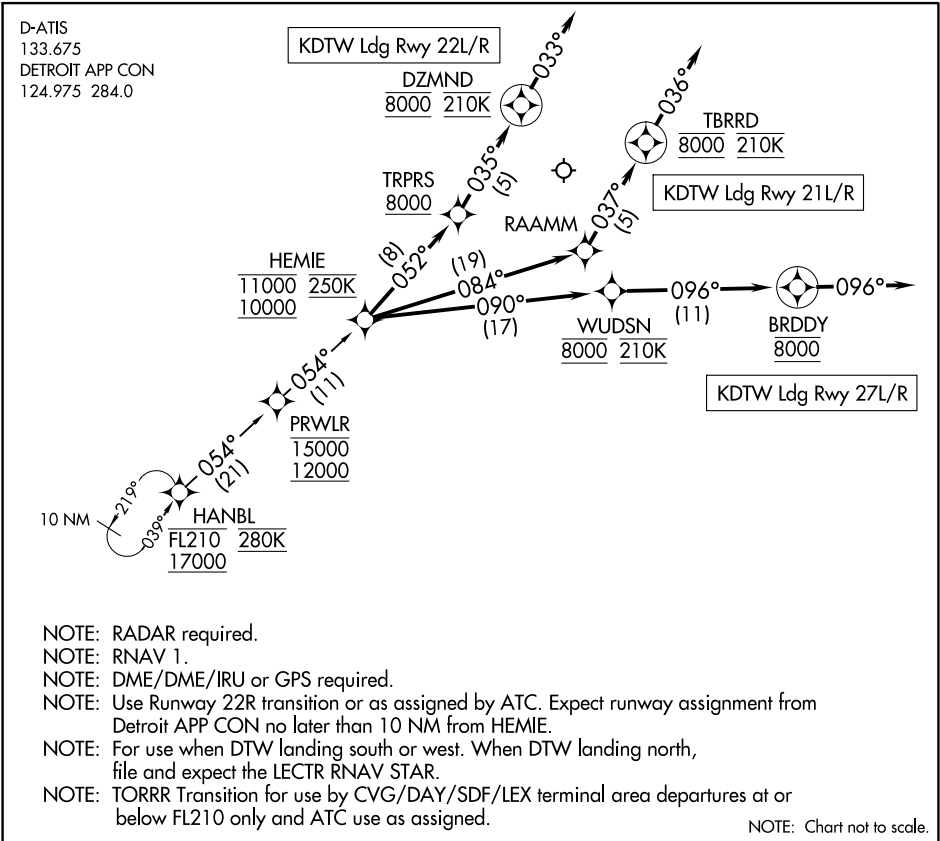 D-ATIS
133.675
DETROIT APP CON
124.975 284.0
KDTW Ldg Rwy 22L/R
033°
DZMND
8000 210K
036°
TBRRD
8000 210K
035°
(5)
TRPRS
8000
KDTW Ldg Rwy 21L/R
037°
(5)
RAAMM
HEMIE
11000 250K
10000
(8)
052°
(19)
084°
090°
(17)
WUDSN
8000 210K
096°
(11)
BRDDY
8000
096°
KDTW Ldg Rwy 27L/R
054°
(11)
PRWLR
15000
12000
054°
(21)
219°
039°
10 NM
HANBL
FL210 280K
17000
NOTE: RADAR required.
NOTE: RNAV 1.
NOTE: DME/DME/IRU or GPS required.
NOTE: Use Runway 22R transition or as assigned by ATC. Expect runway assignment from
Detroit APP CON no later than 10 NM from HEMIE.
NOTE: For use when DTW landing south or west. When DTW landing north,
file and expect the LECTR RNAV STAR.
NOTE: TORRR Transition for use by CVG/DAY/SDF/LEX terminal area departures at or
below FL210 only and ATC use as assigned.
NOTE: Chart not to scale.